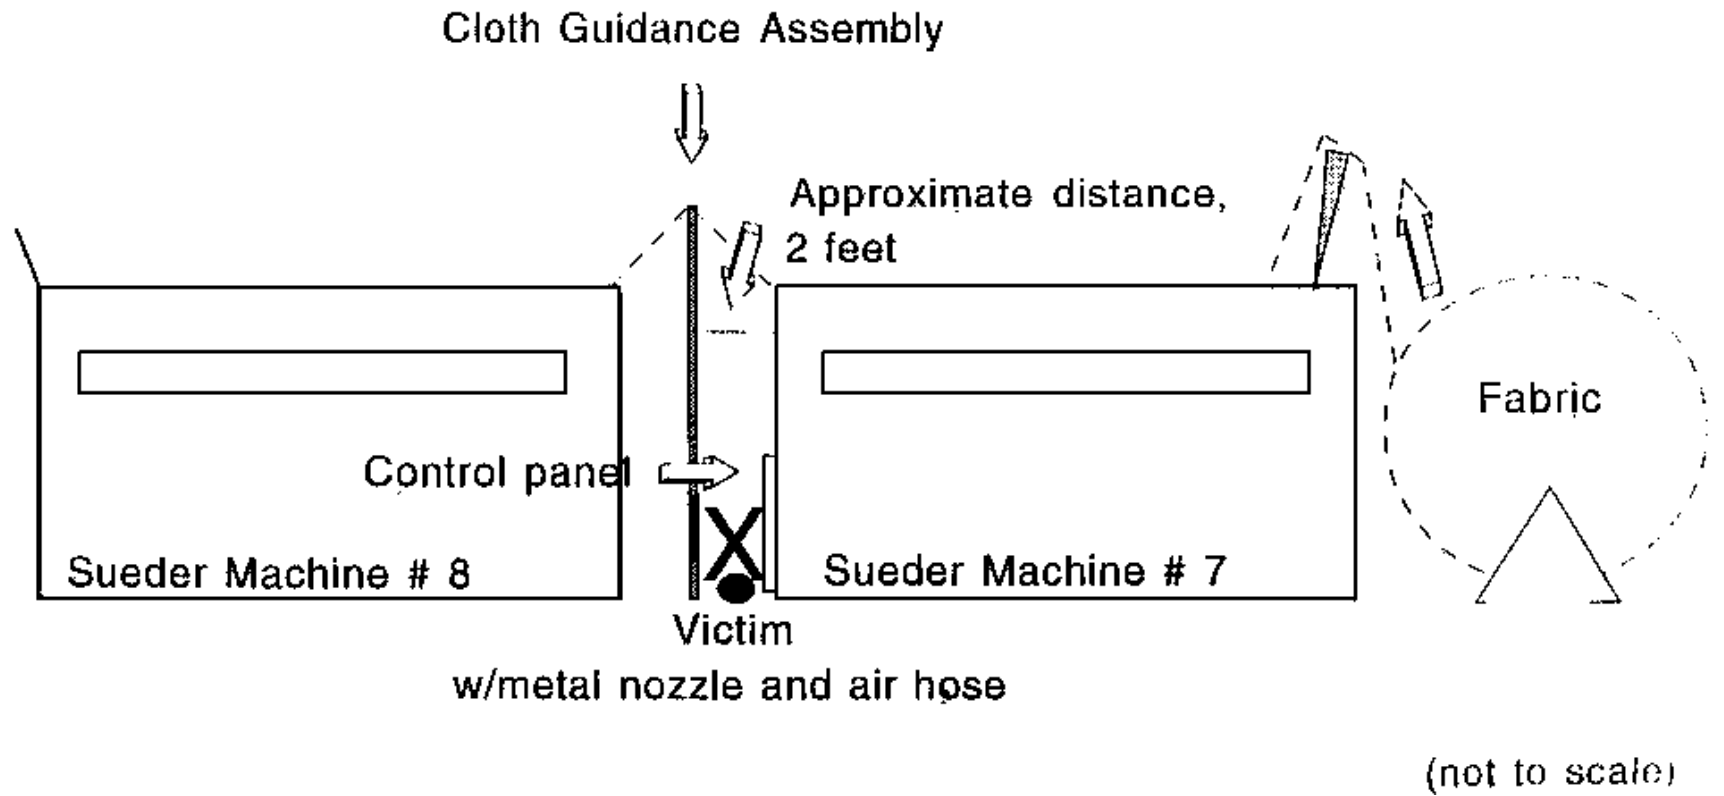 Cloth Guidance Assembly
Approximate distance,
2 feet
Fabric
Control panel
Sueder Machine # 8
Sueder Machine # 7
Victim
w/metal nozzle and air hose
(not to scale)